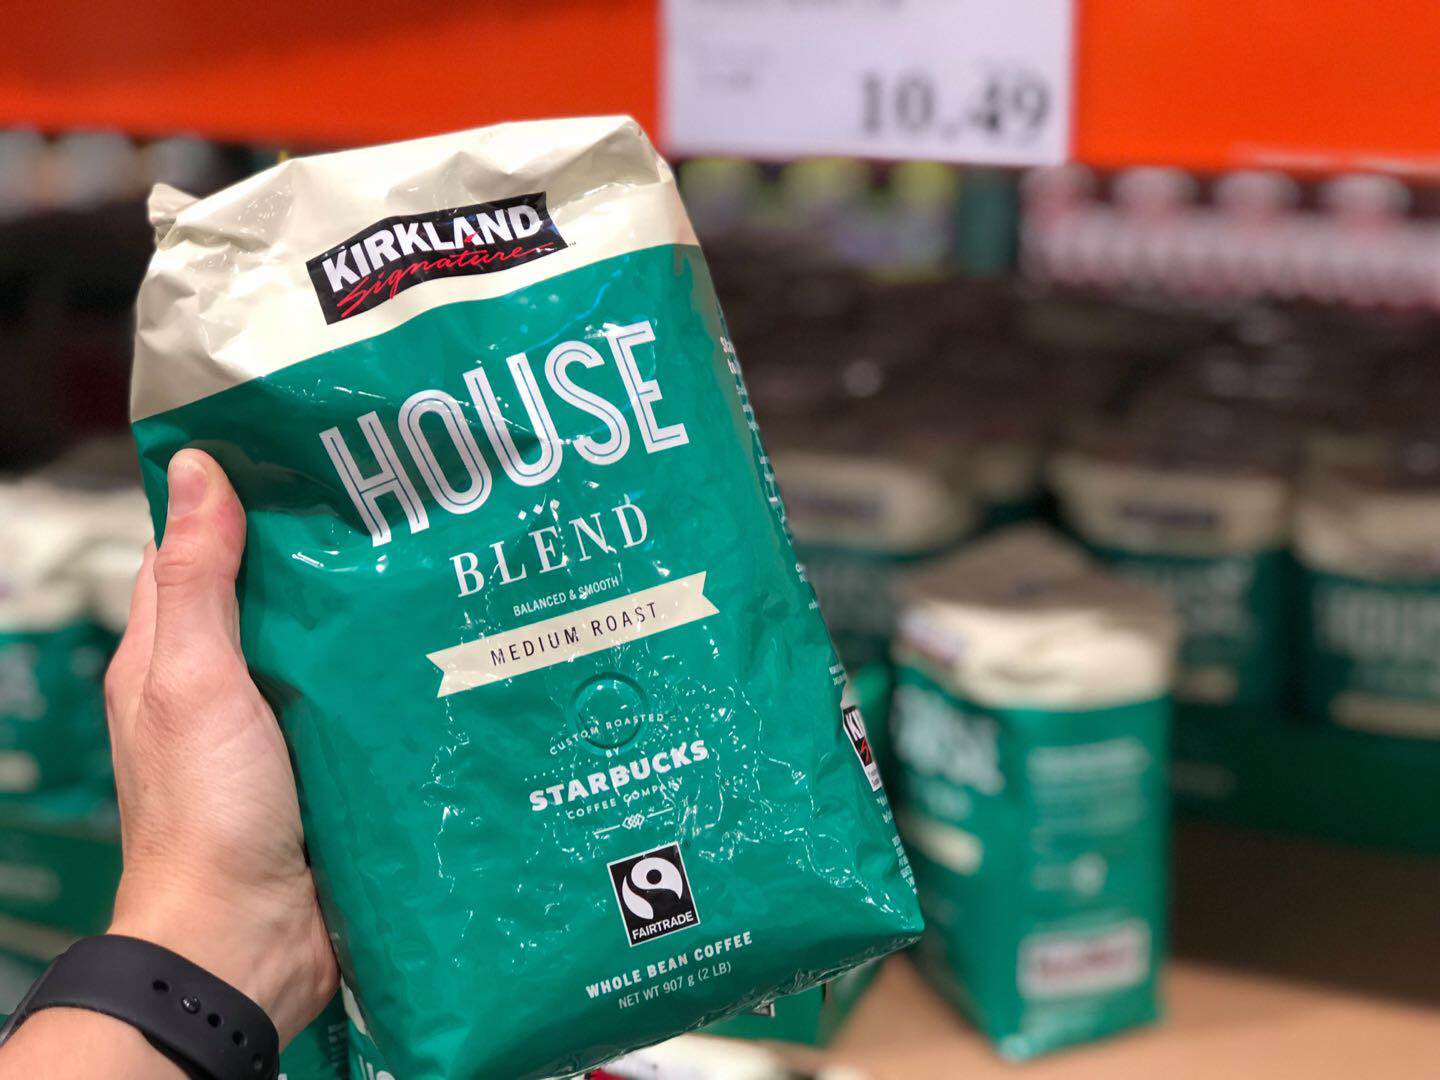 10.49
KIRKLAND
Signature
HOUSE
BLEND
BALANCED & SMOOTH
MEDIUM ROAST
CUSTOM ROASTED
BY
STARBUCKS
COFFEE COMPANY
FAIRTRADE
WHOLE BEAN COFFEE
NET WT 907 g (2 LB)